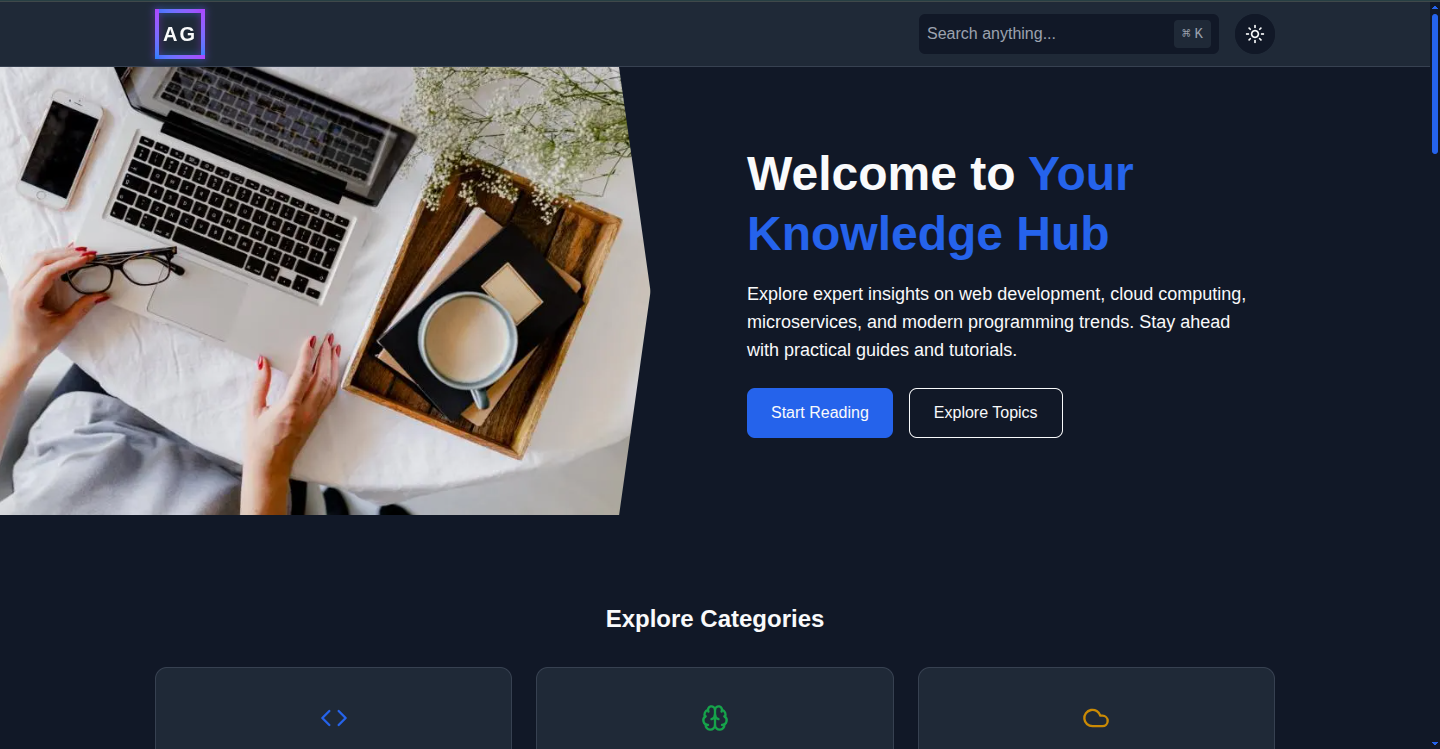 AG
Search anything...
⌘ K
Welcome to Your
Knowledge Hub
Explore expert insights on web development, cloud computing,
microservices, and modern programming trends. Stay ahead
with practical guides and tutorials.
Start Reading
Explore Topics
Explore Categories